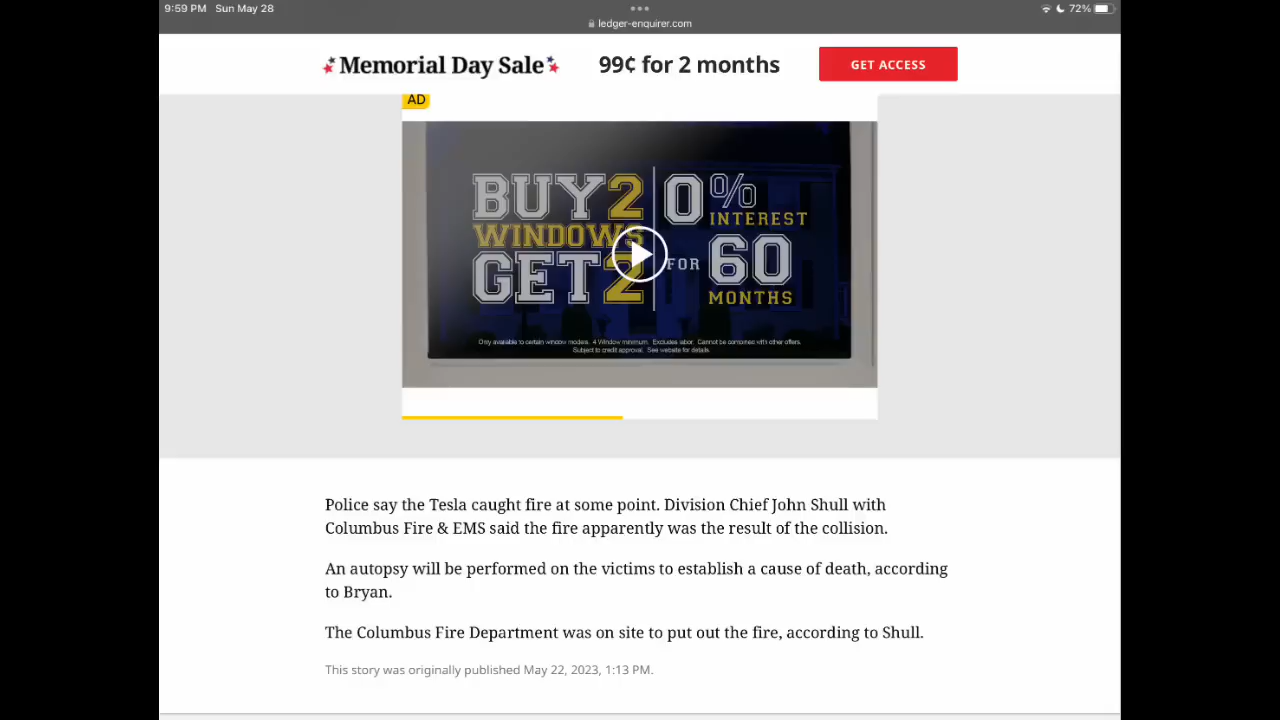 9:59 PM Sun May 28
72%
ledger-enquirer.com
Memorial Day Sale 99¢ for 2 months GET ACCESS
AD
BUY 2
WINDOWS
GET 2
0%
INTEREST
FOR 60
MONTHS
Only available to certain window models. 4 Window minimum. Excludes labor. Cannot be combined with other offers.
Subject to credit approval. See website for details.
Police say the Tesla caught fire at some point. Division Chief John Shull with
Columbus Fire & EMS said the fire apparently was the result of the collision.
An autopsy will be performed on the victims to establish a cause of death, according
to Bryan.
The Columbus Fire Department was on site to put out the fire, according to Shull.
This story was originally published May 22, 2023, 1:13 PM.